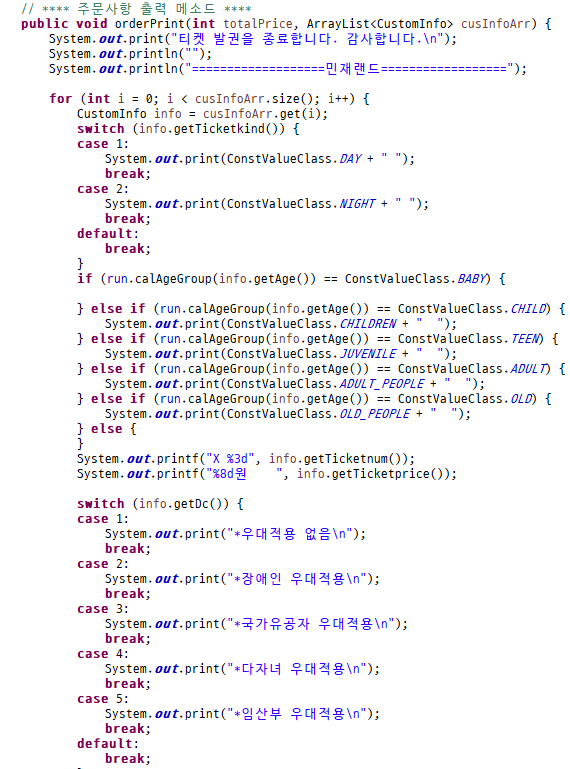 // **** 주문사항 출력 메소드 ****
public void orderPrint(int totalPrice, ArrayList<CustomInfo> cusInfoArr) {
System.out.print("티켓 발권을 종료합니다. 감사합니다.\n");
System.out.println("");
System.out.println("===================민재랜드==================");
for (int i = 0; i < cusInfoArr.size(); i++) {
CustomInfo info = cusInfoArr.get(i);
switch (info.getTicketkind()) {
case 1:
System.out.print(ConstValueClass.DAY + " ");
break;
case 2:
System.out.print(ConstValueClass.NIGHT + " ");
break;
default:
break;
}
if (run.calAgeGroup(info.getAge()) == ConstValueClass.BABY) {
} else if (run.calAgeGroup(info.getAge()) == ConstValueClass.CHILD) {
System.out.print(ConstValueClass.CHILDREN + "  ");
} else if (run.calAgeGroup(info.getAge()) == ConstValueClass.TEEN) {
System.out.print(ConstValueClass.JUVENILE + "  ");
} else if (run.calAgeGroup(info.getAge()) == ConstValueClass.ADULT) {
System.out.print(ConstValueClass.ADULT_PEOPLE + "  ");
} else if (run.calAgeGroup(info.getAge()) == ConstValueClass.OLD) {
System.out.print(ConstValueClass.OLD_PEOPLE + "  ");
} else {
}
System.out.printf("X %3d", info.getTicketnum());
System.out.printf("%8d원    ", info.getTicketprice());
switch (info.getDc()) {
case 1:
System.out.print("*우대적용 없음\n");
break;
case 2:
System.out.print("*장애인 우대적용\n");
break;
case 3:
System.out.print("*국가유공자 우대적용\n");
break;
case 4:
System.out.print("*다자녀 우대적용\n");
break;
case 5:
System.out.print("*임산부 우대적용\n");
break;
default:
break;